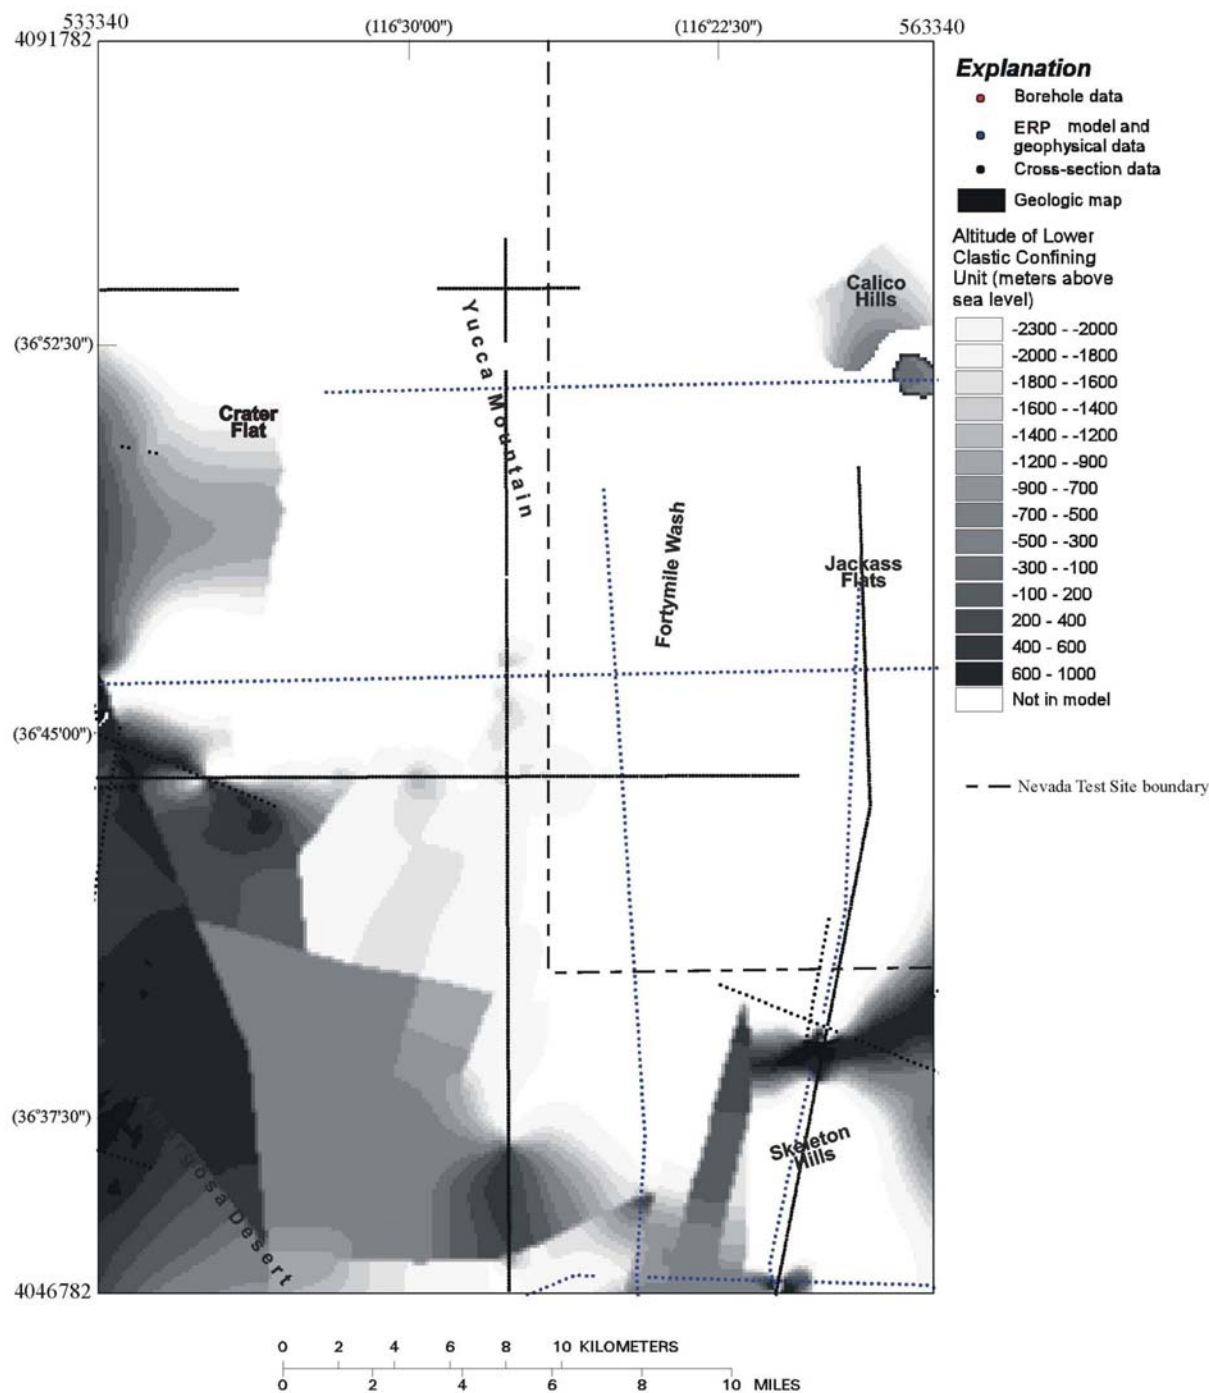 533340
(116°30'00")
(116°22'30")
563340
4091782
Explanation
Borehole data
ERP model and
geophysical data
Cross-section data
Geologic map
Altitude of Lower
Clastic Confining
Unit (meters above
sea level)
-2300 - -2000
-2000 - -1800
-1800 - -1600
-1600 - -1400
-1400 - -1200
-1200 - -900
-900 - -700
-700 - -500
-500 - -300
-300 - -100
-100 - 200
200 - 400
400 - 600
600 - 1000
Not in model
Nevada Test Site boundary
Calico
Hills
(36°52'30")
Yucca Mountain
Crater
Flat
Fortymile Wash
Jackass
Flats
(36°45'00")
(36°37'30")
Skeleton
Hills
Amargosa Desert
4046782
0 2 4 6 8 10 KILOMETERS
0 2 4 6 8 10 MILES